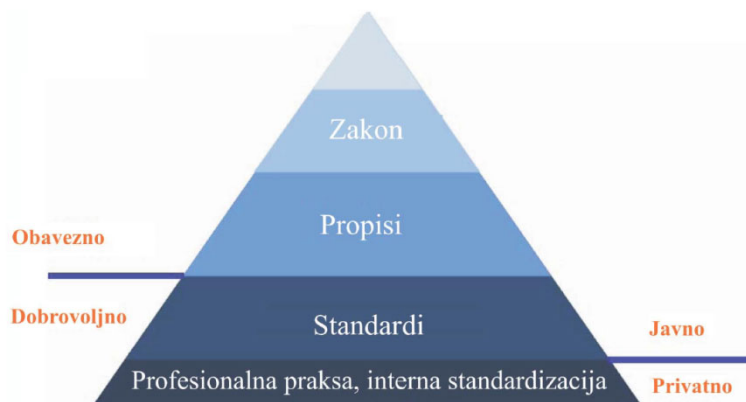 Zakon
Propisi
Obavezno
Dobrovoljno
Standardi
Javno
Profesionalna praksa, interna standardizacija
Privatno